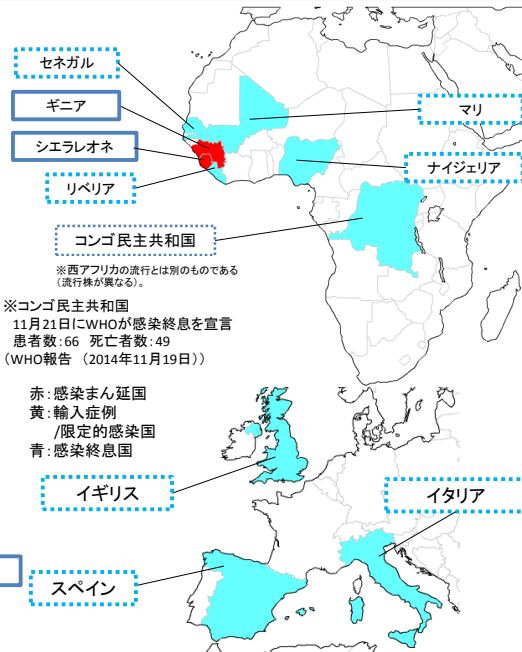 セネガル
ギニア
マリ
シエラレオネ
ナイジェリア
リベリア
コンゴ民主共和国
※西アフリカの流行とは別のものである
(流行株が異なる)。
※コンゴ民主共和国
11月21日にWHOが感染終息を宣言
患者数:66 死亡者数:49
(WHO報告 (2014年11月19日))
赤:感染まん延国
黄:輸入症例
/限定的感染国
青:感染終息国
イギリス
イタリア
スペイン